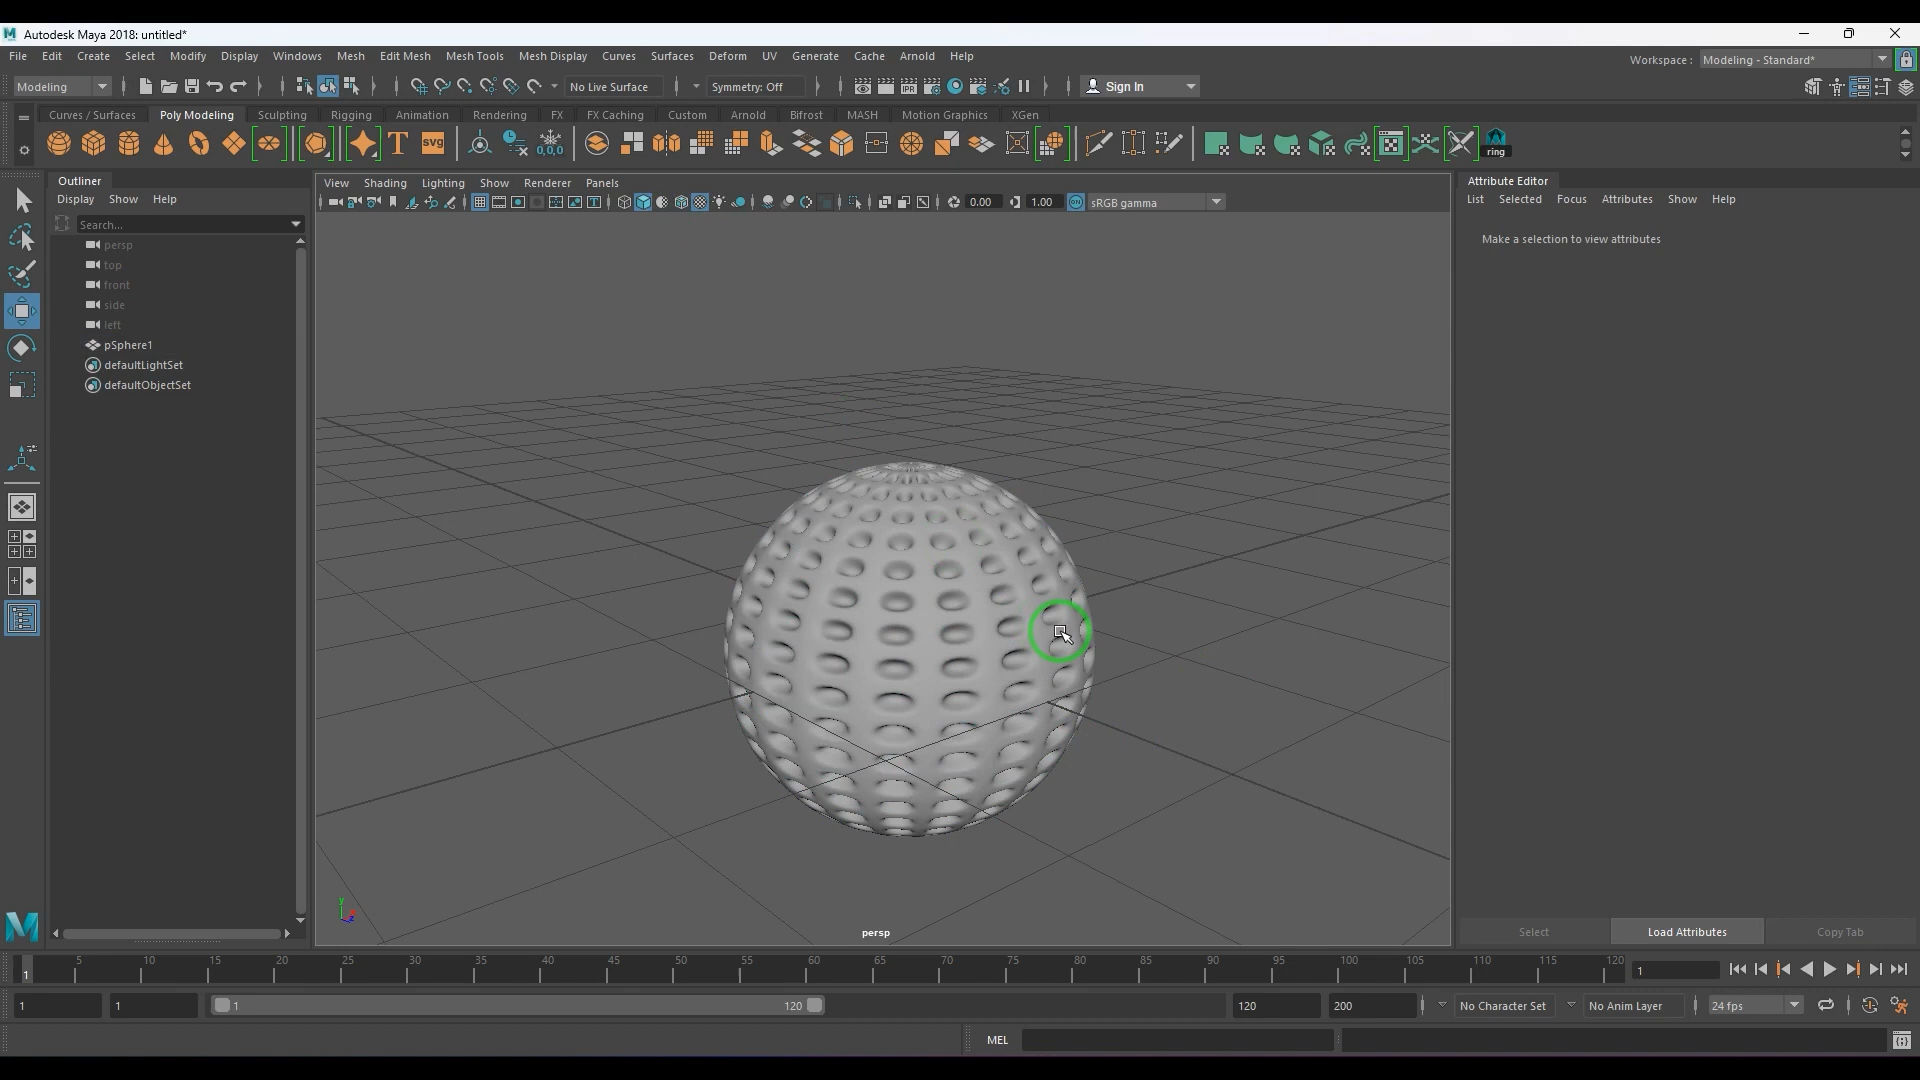 Autodesk Maya 2018: untitled*
File Edit Create Select Modify Display Windows Mesh Edit Mesh Mesh Tools Mesh Display Curves Surfaces Deform UV Generate Cache Arnold Help
Workspace : Modeling - Standard*
Modeling No Live Surface Symmetry: Off IPR Sign In
Curves / Surfaces Poly Modeling Sculpting Rigging Animation Rendering FX FX Caching Custom Arnold Bifrost MASH Motion Graphics XGen
T SVG 0,0,0 ring
Outliner
Display Show Help
Search...
persp
top
front
side
left
pSphere1
defaultLightSet
defaultObjectSet
View Shading Lighting Show Renderer Panels
0.00 1.00 ON sRGB gamma
y
z
persp
Attribute Editor
List Selected Focus Attributes Show Help
Make a selection to view attributes
Select Load Attributes Copy Tab
1 5 10 15 20 25 30 35 40 45 50 55 60 65 70 75 80 85 90 95 100 105 110 115 120 1
1 1 1 120 120 200 No Character Set No Anim Layer 24 fps
MEL